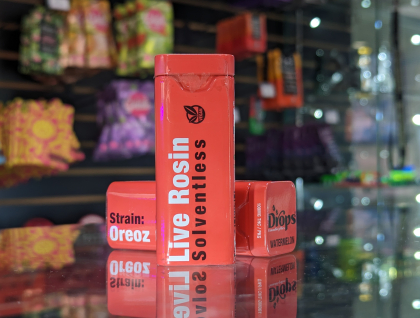 Live Rosin
Solventless
Strain:
Oreoz
Drops
WATERMELON